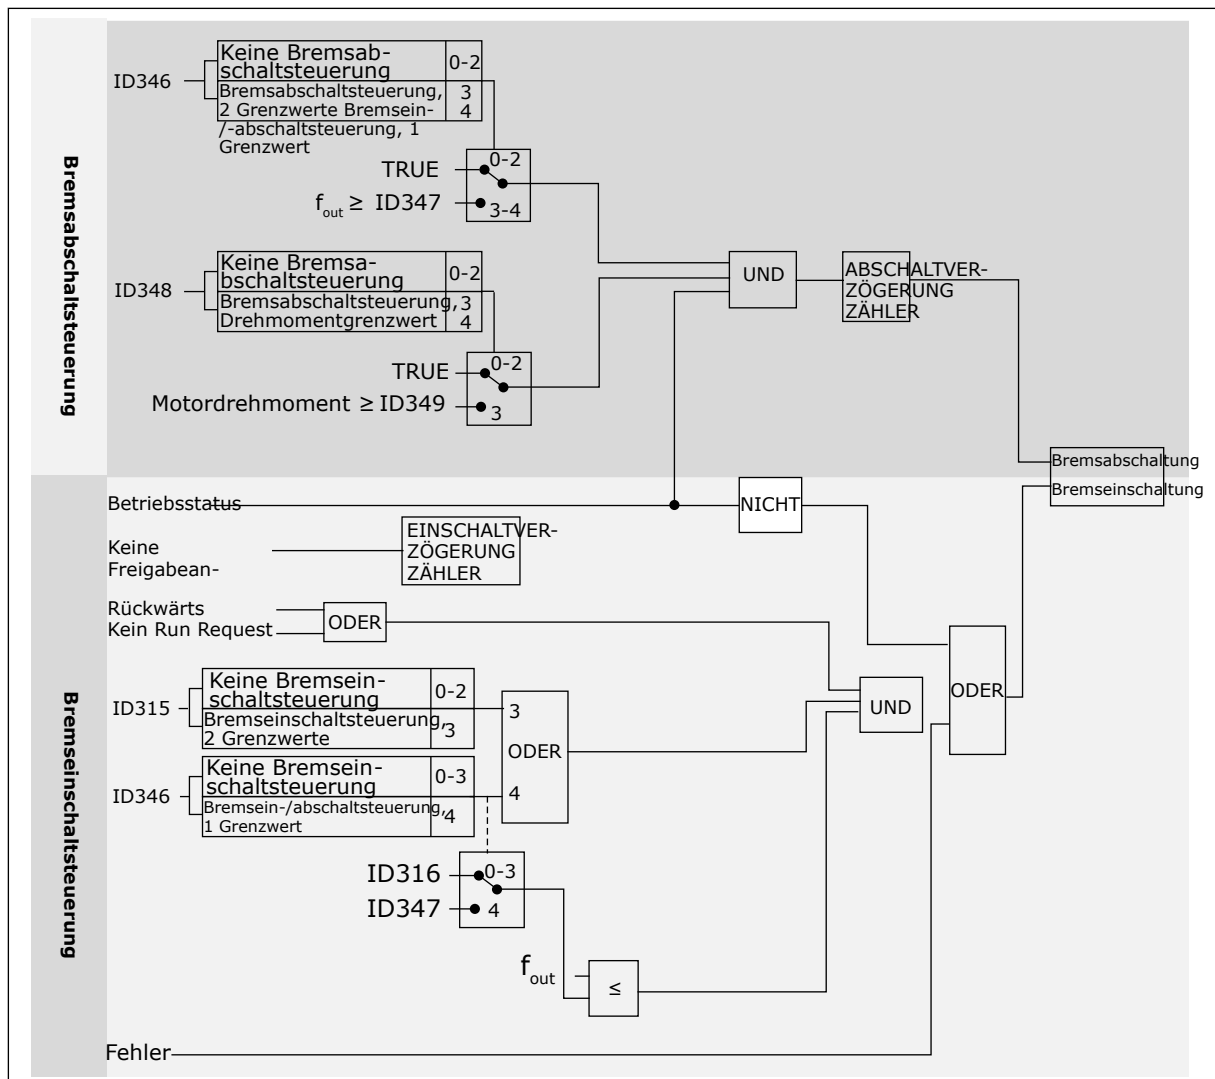 Bremsabschaltsteuerung
Keine Bremsab-
schaltsteuerung
0-2
ID346
Bremsabschaltsteuerung,
3
2 Grenzwerte Bremsein-
4
/-abschaltsteuerung, 1
Grenzwert
TRUE
0-2
fout ≥ ID347
3-4
Keine Bremsa-
bschaltsteuerung
0-2
ID348
Bremsabschaltsteuerung,
3
Drehmomentgrenzwert
4
UND
ABSCHALTVER-
ZÖGERUNG
ZÄHLER
TRUE
0-2
Motordrehmoment ≥ ID349
3
Bremsabschaltung
Bremseinschaltung
Bremseinschaltsteuerung
Betriebsstatus
NICHT
Keine
Freigabean-
EINSCHALTVER-
ZÖGERUNG
ZÄHLER
Rückwärts
Kein Run Request
ODER
Keine Bremsein-
schaltsteuerung
0-2
ID315
Bremseinschaltsteuerung,
2 Grenzwerte
3
3
ODER
4
UND
ODER
Keine Bremsein-
schaltsteuerung
0-3
ID346
Bremsein-/abschaltsteuerung,
1 Grenzwert
4
ID316
0-3
ID347
4
fout
≤
Fehler